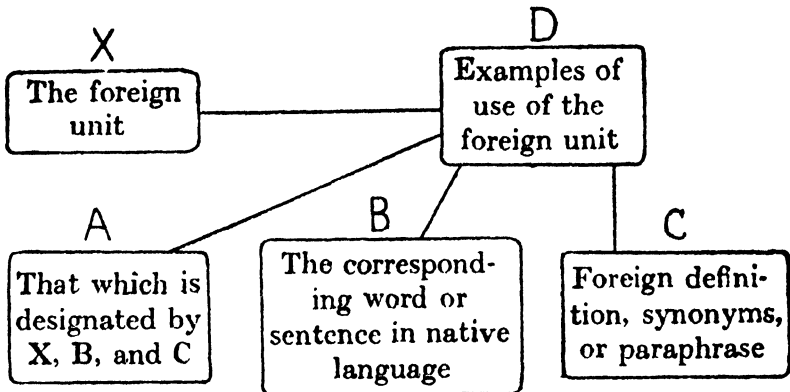 X
The foreign
unit
D
Examples of
use of the
foreign unit
A
That which is
designated by
X, B, and C
B
The correspond-
ing word or
sentence in native
language
C
Foreign defini-
tion, synonyms,
or paraphrase